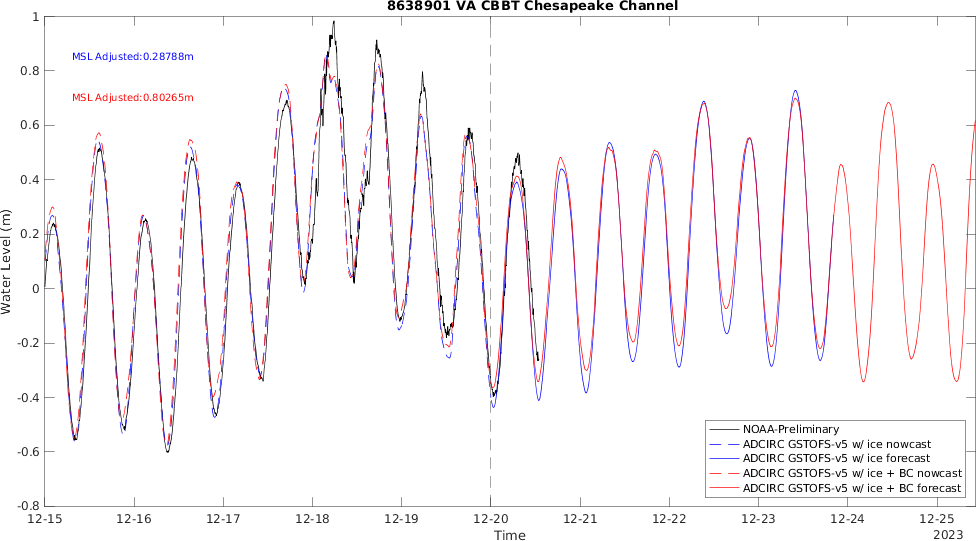 8638901 VA CBBT Chesapeake Channel
1
0.8
0.6
0.4
0.2
0
-0.2
-0.4
-0.6
-0.8
Water Level (m)
MSL Adjusted:0.28788m
MSL Adjusted:0.80265m
NOAA-Preliminary
ADCIRC GSTOFS-v5 w/ ice nowcast
ADCIRC GSTOFS-v5 w/ ice forecast
ADCIRC GSTOFS-v5 w/ ice + BC nowcast
ADCIRC GSTOFS-v5 w/ ice + BC forecast
12-15 12-16 12-17 12-18 12-19 12-20 12-21 12-22 12-23 12-24 12-25
Time
2023